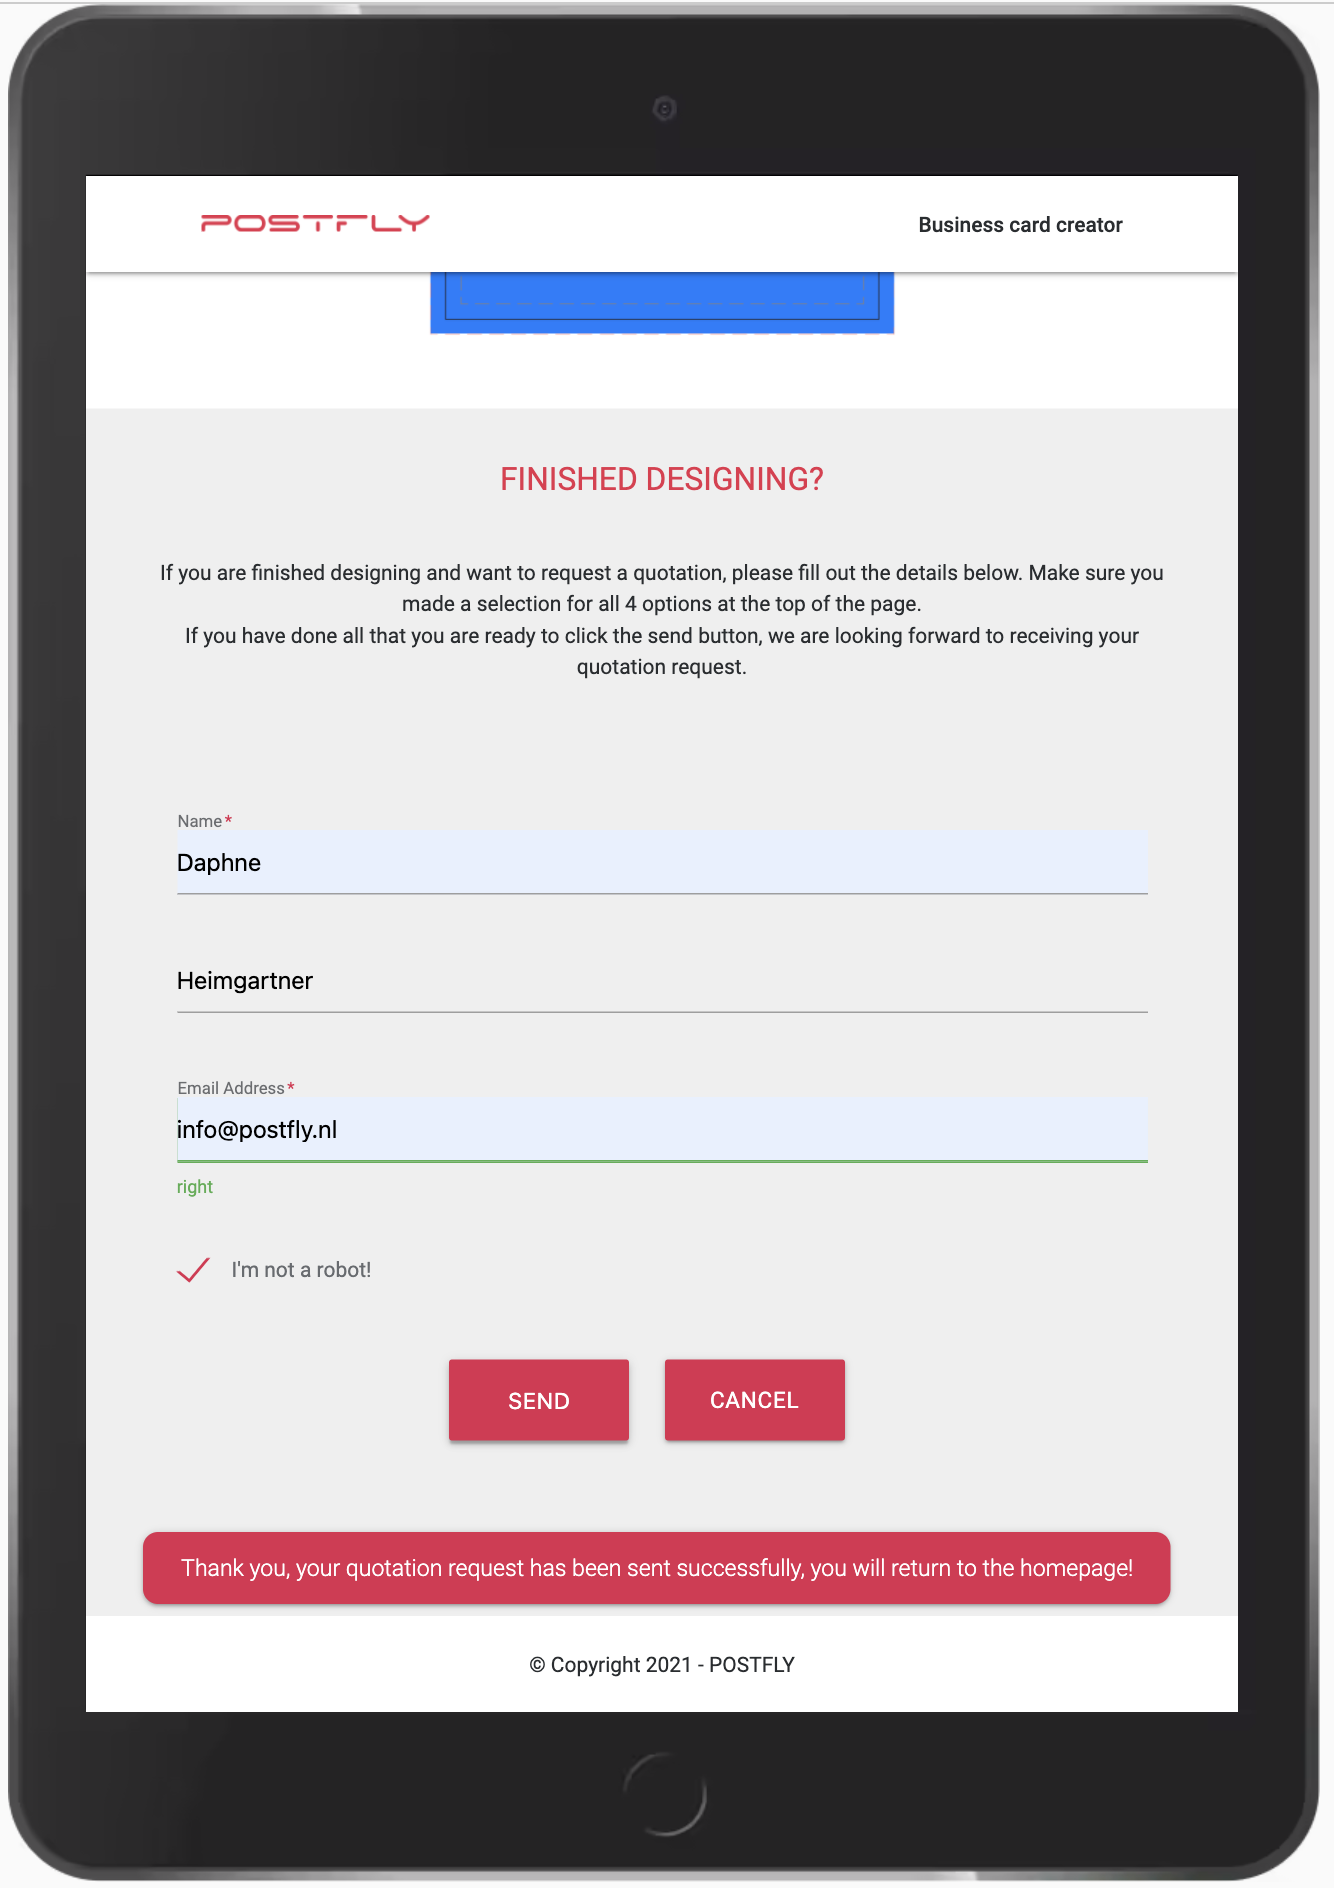 POSTFLY
Business card creator
FINISHED DESIGNING?
If you are finished designing and want to request a quotation, please fill out the details below. Make sure you
made a selection for all 4 options at the top of the page.
If you have done all that you are ready to click the send button, we are looking forward to receiving your
quotation request.
Name*
Daphne
Heimgartner
Email Address*
info@postfly.nl
right
I'm not a robot!
SEND
CANCEL
Thank you, your quotation request has been sent successfully, you will return to the homepage!
© Copyright 2021 - POSTFLY